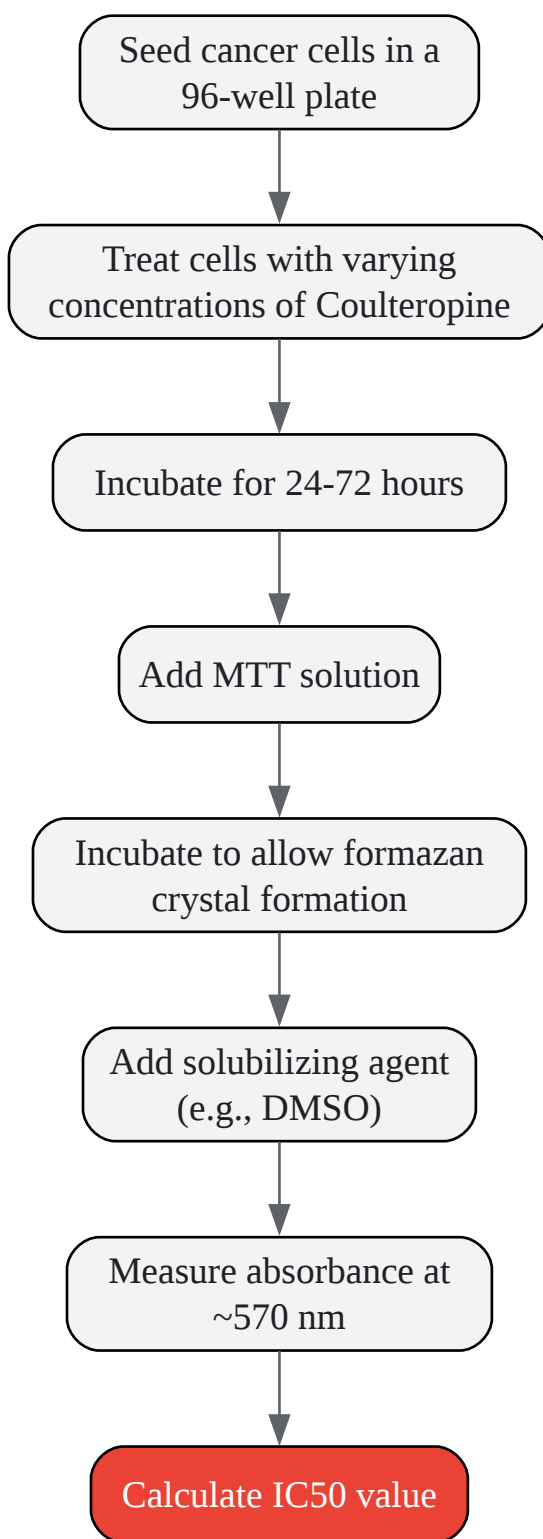 Seed cancer cells in a
96-well plate
Treat cells with varying
concentrations of Coulteropine
Incubate for 24-72 hours
Add MTT solution
Incubate to allow formazan
crystal formation
Add solubilizing agent
(e.g., DMSO)
Measure absorbance at
~570 nm
Calculate IC50 value